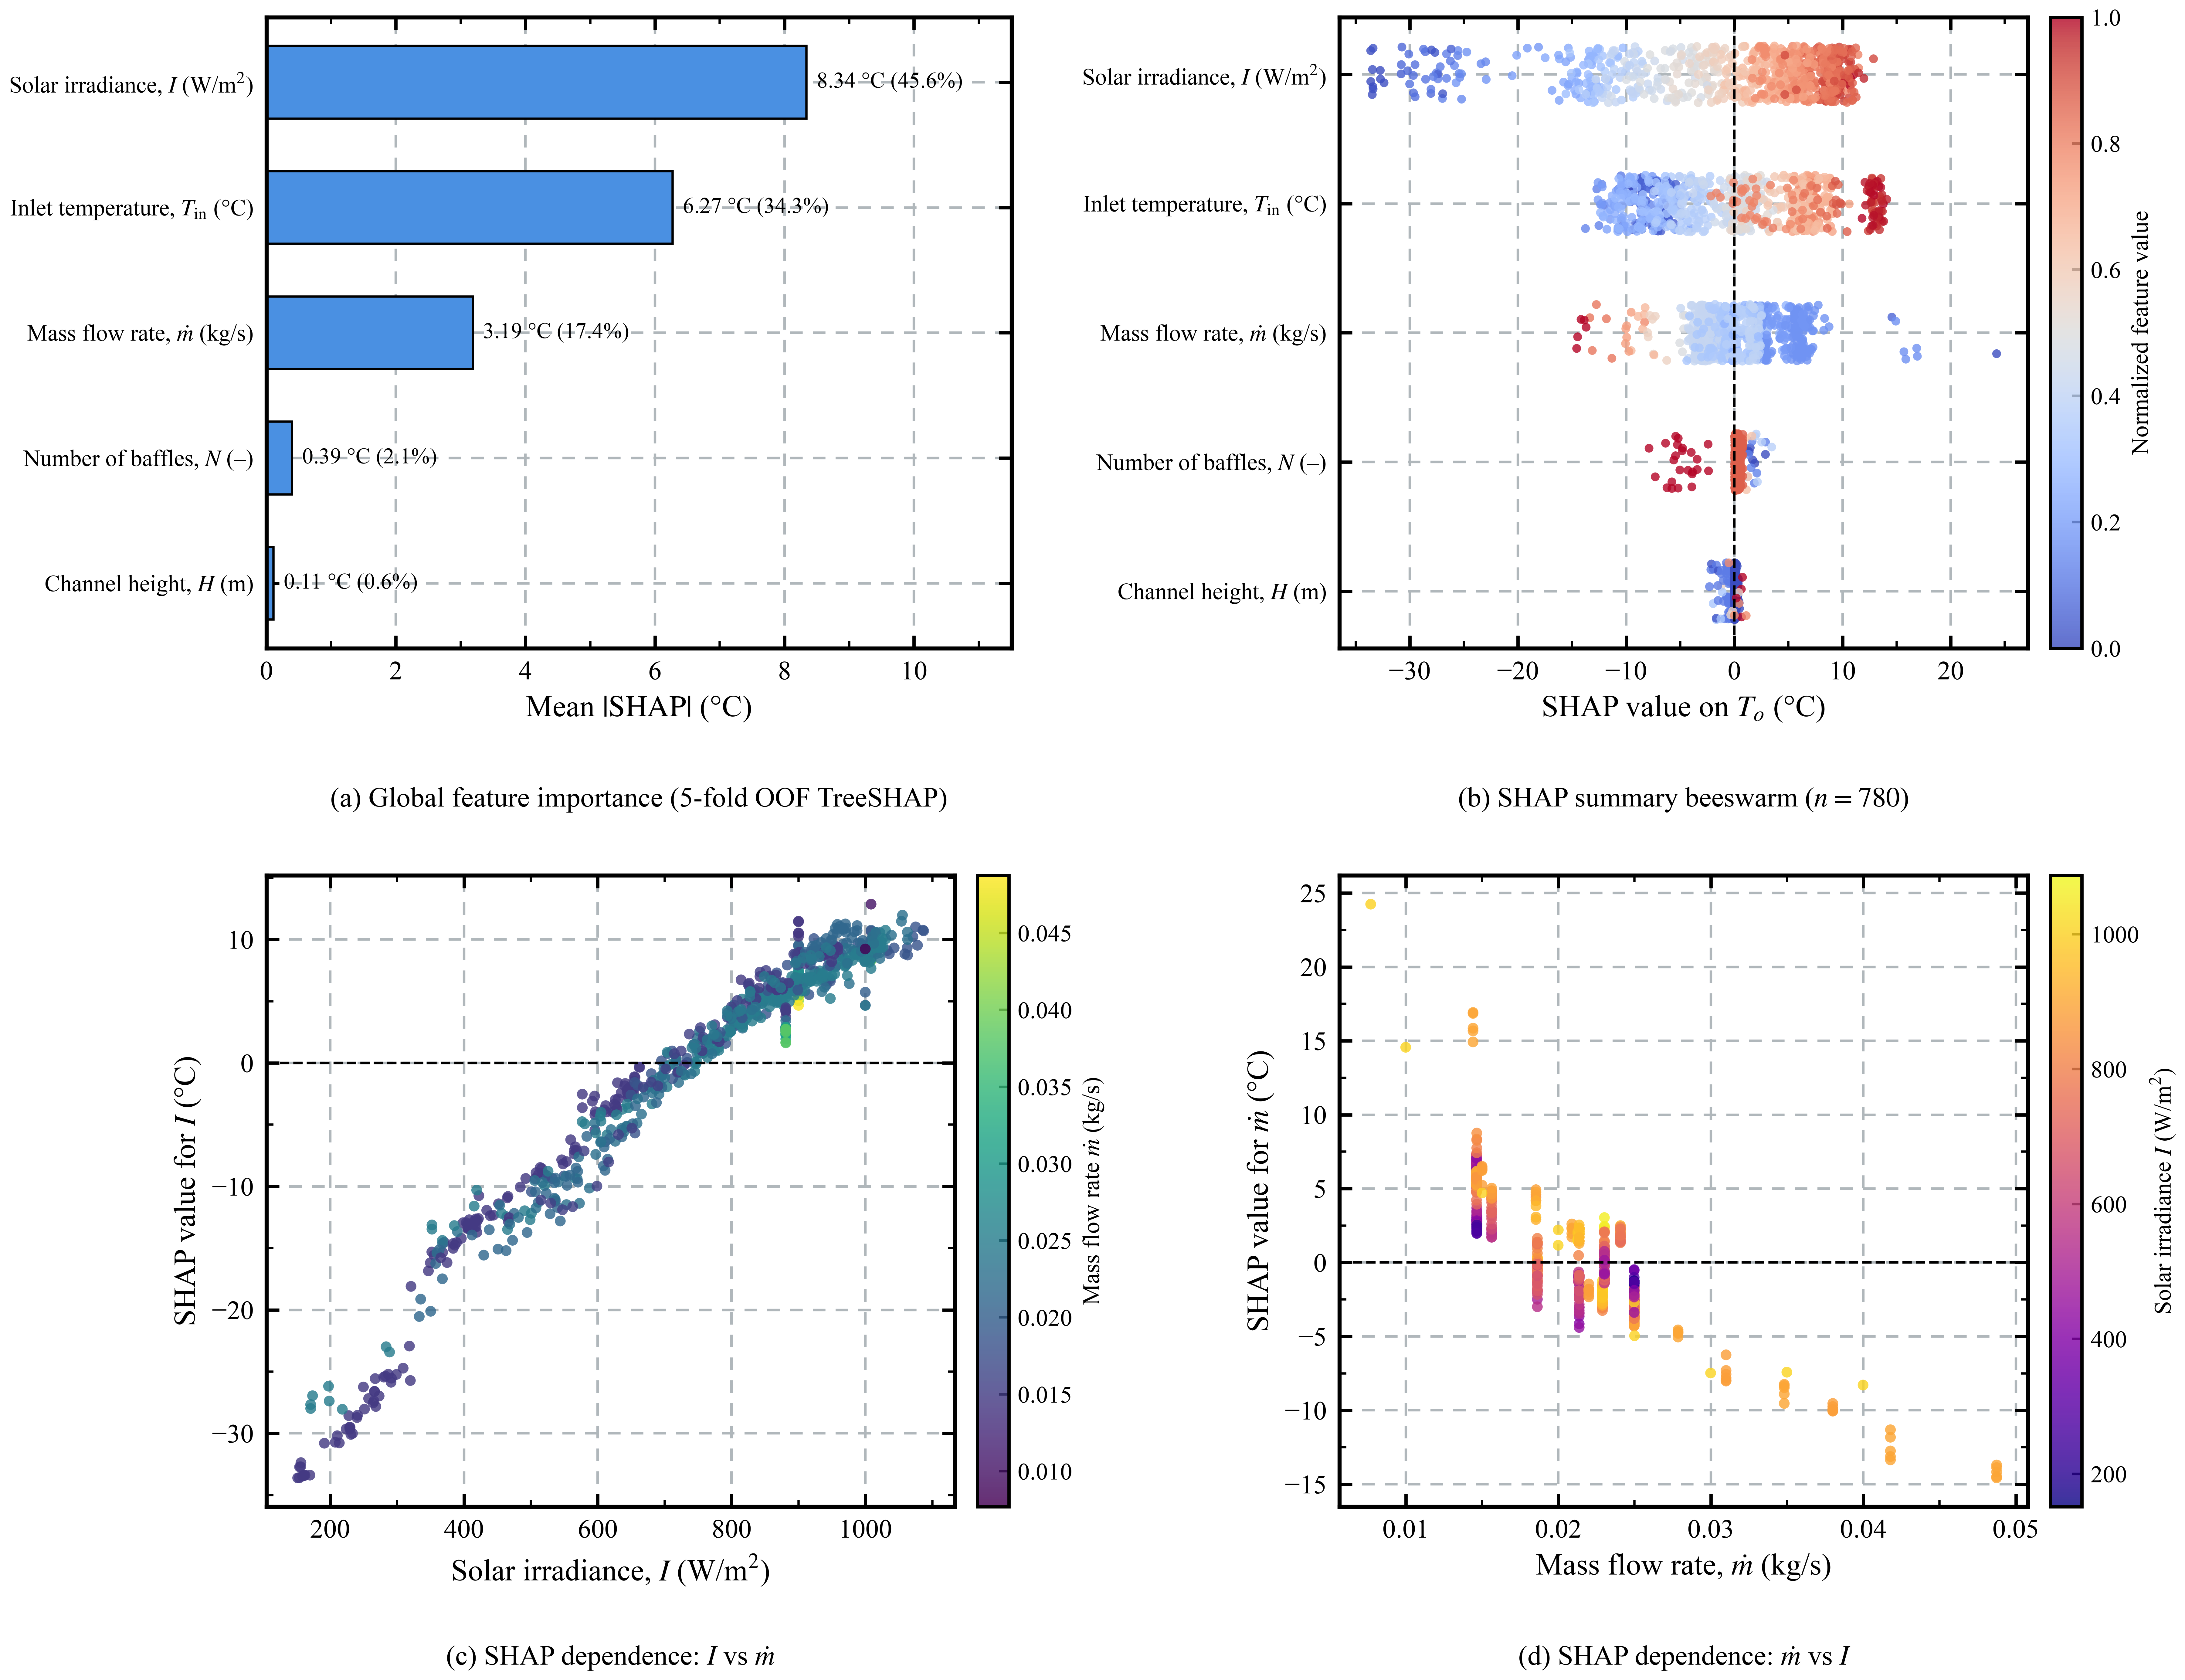 Solar irradiance, I (W/m²)
8.34 °C (45.6%)
Inlet temperature, Tin (°C)
6.27 °C (34.3%)
Mass flow rate, ṁ (kg/s)
3.19 °C (17.4%)
Number of baffles, N (–)
0.39 °C (2.1%)
Channel height, H (m)
0.11 °C (0.6%)
0 2 4 6 8 10
Mean |SHAP| (°C)
(a) Global feature importance (5-fold OOF TreeSHAP)
Solar irradiance, I (W/m²)
Inlet temperature, Tin (°C)
Mass flow rate, ṁ (kg/s)
Number of baffles, N (–)
Channel height, H (m)
−30 −20 −10 0 10 20
SHAP value on To (°C)
1.0
0.8
0.6
0.4
0.2
0.0
Normalized feature value
(b) SHAP summary beeswarm (n = 780)
10
0
−10
−20
−30
SHAP value for I (°C)
200 400 600 800 1000
Solar irradiance, I (W/m²)
0.045
0.040
0.035
0.030
0.025
0.020
0.015
0.010
Mass flow rate ṁ (kg/s)
(c) SHAP dependence: I vs ṁ
25
20
15
10
5
0
−5
−10
−15
SHAP value for ṁ (°C)
0.01 0.02 0.03 0.04 0.05
Mass flow rate, ṁ (kg/s)
1000
800
600
400
200
Solar irradiance I (W/m²)
(d) SHAP dependence: ṁ vs I